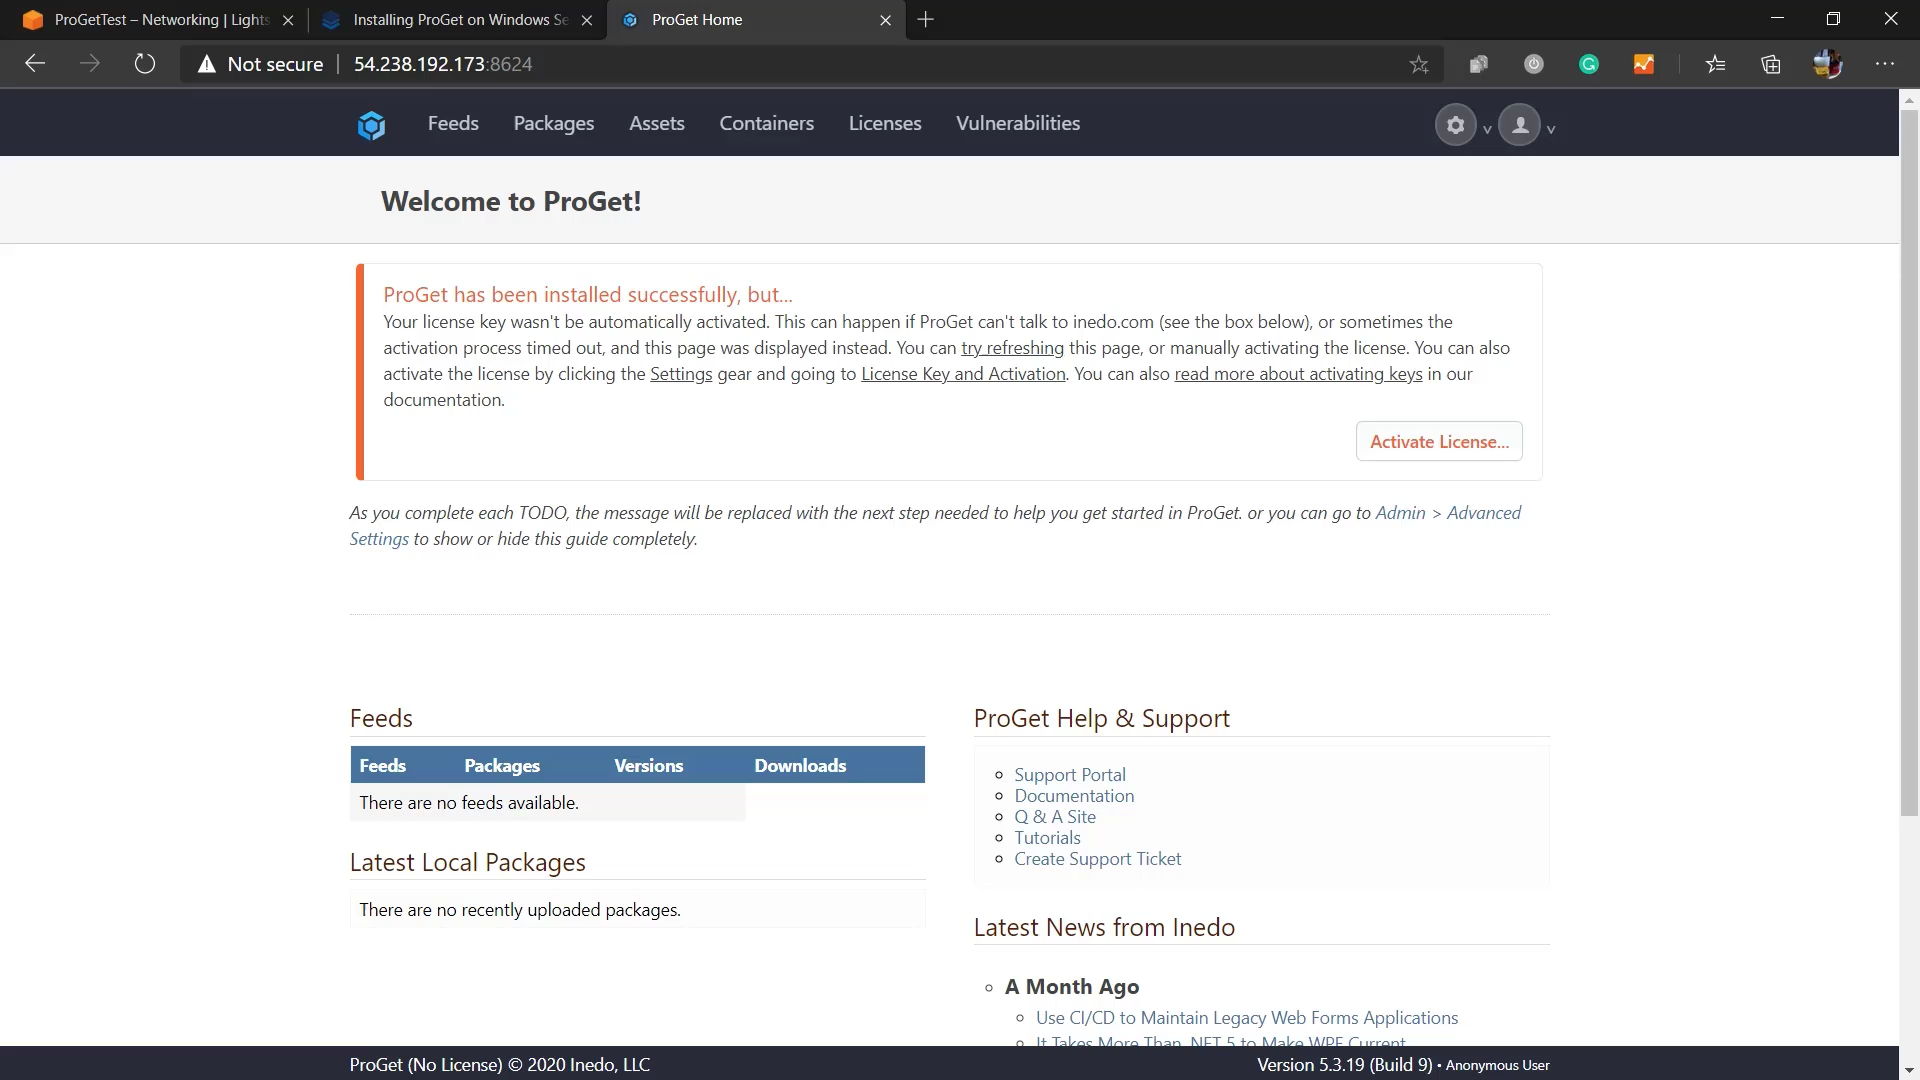 ProGetTest – Networking | Lights
Installing ProGet on Windows Se
ProGet Home
Not secure
54.238.192.173:8624
Feeds
Packages
Assets
Containers
Licenses
Vulnerabilities
Welcome to ProGet!
ProGet has been installed successfully, but...
Your license key wasn't be automatically activated. This can happen if ProGet can't talk to inedo.com (see the box below), or sometimes the
activation process timed out, and this page was displayed instead. You can try refreshing this page, or manually activating the license. You can also
activate the license by clicking the Settings gear and going to License Key and Activation. You can also read more about activating keys in our
documentation.
Activate License...
As you complete each TODO, the message will be replaced with the next step needed to help you get started in ProGet. or you can go to Admin > Advanced
Settings to show or hide this guide completely.
Feeds
Feeds Packages Versions Downloads
There are no feeds available.
Latest Local Packages
There are no recently uploaded packages.
ProGet Help & Support
Support Portal
Documentation
Q & A Site
Tutorials
Create Support Ticket
Latest News from Inedo
A Month Ago
Use CI/CD to Maintain Legacy Web Forms Applications
It Takes More Than .NET 5 to Make WPF Current
ProGet (No License) © 2020 Inedo, LLC
Version 5.3.19 (Build 9) • Anonymous User